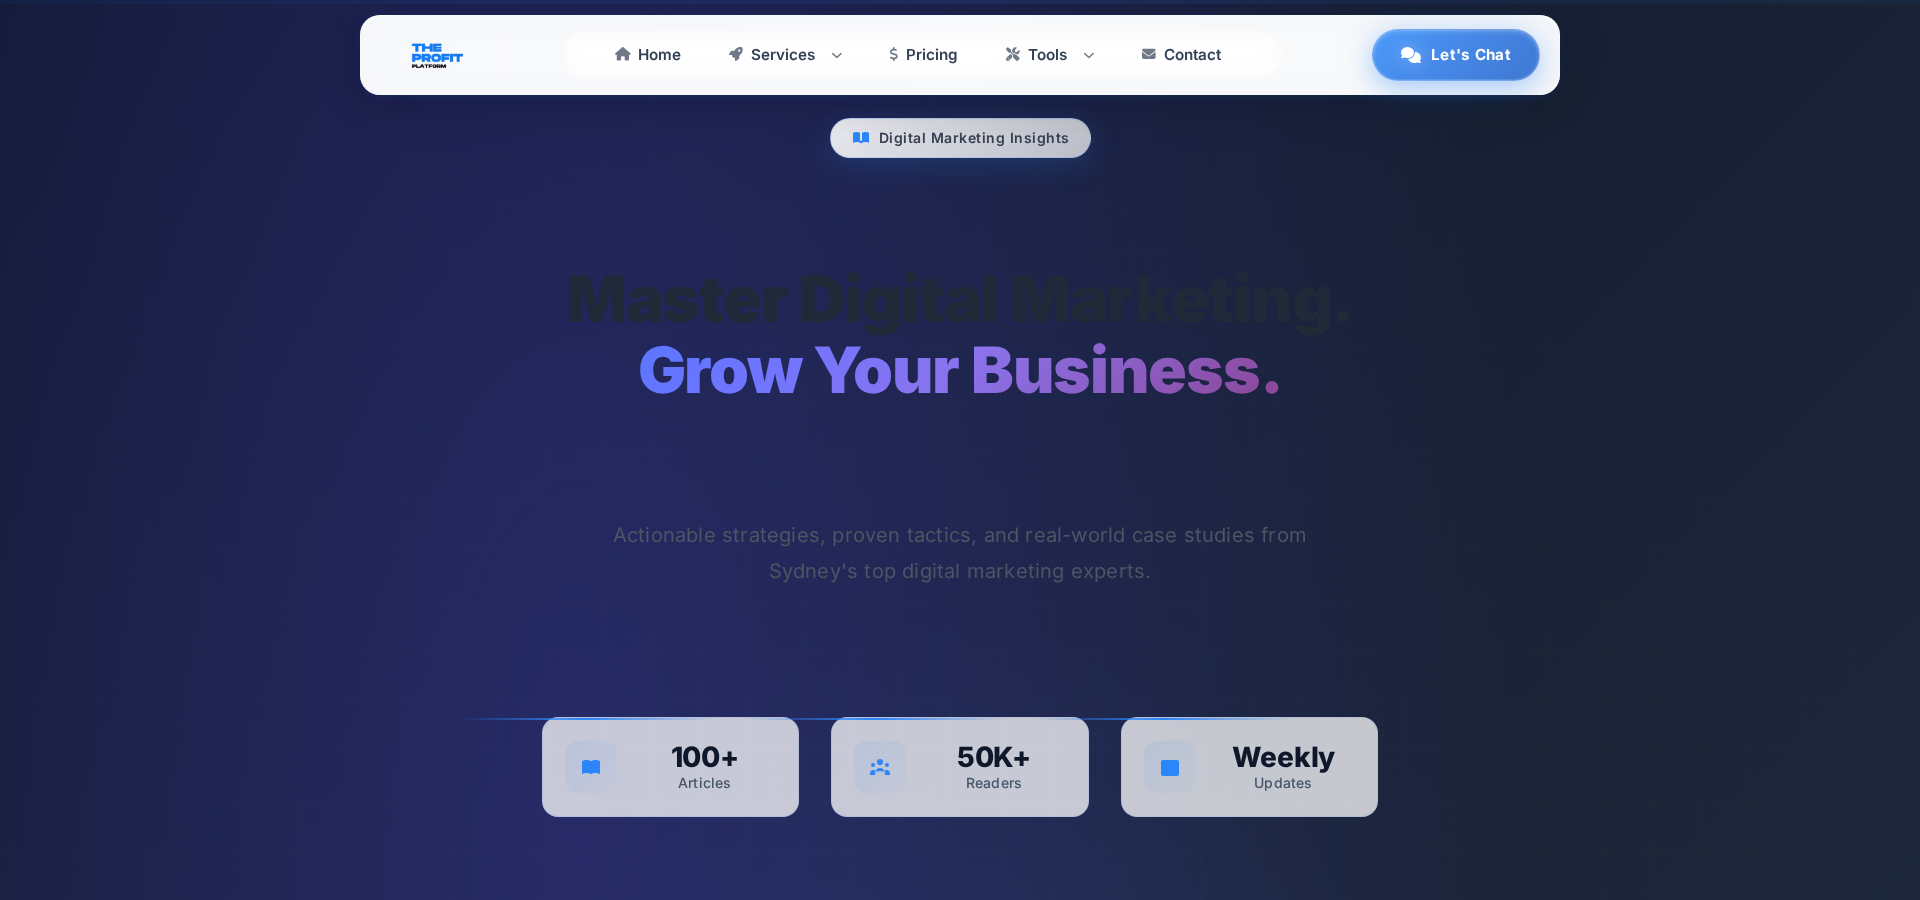 THE
PROFIT
PLATFORM
Home
Services
Pricing
Tools
Contact
Let's Chat
Digital Marketing Insights
Master Digital Marketing.
Grow Your Business.
Actionable strategies, proven tactics, and real-world case studies from
Sydney's top digital marketing experts.
100+
Articles
50K+
Readers
Weekly
Updates